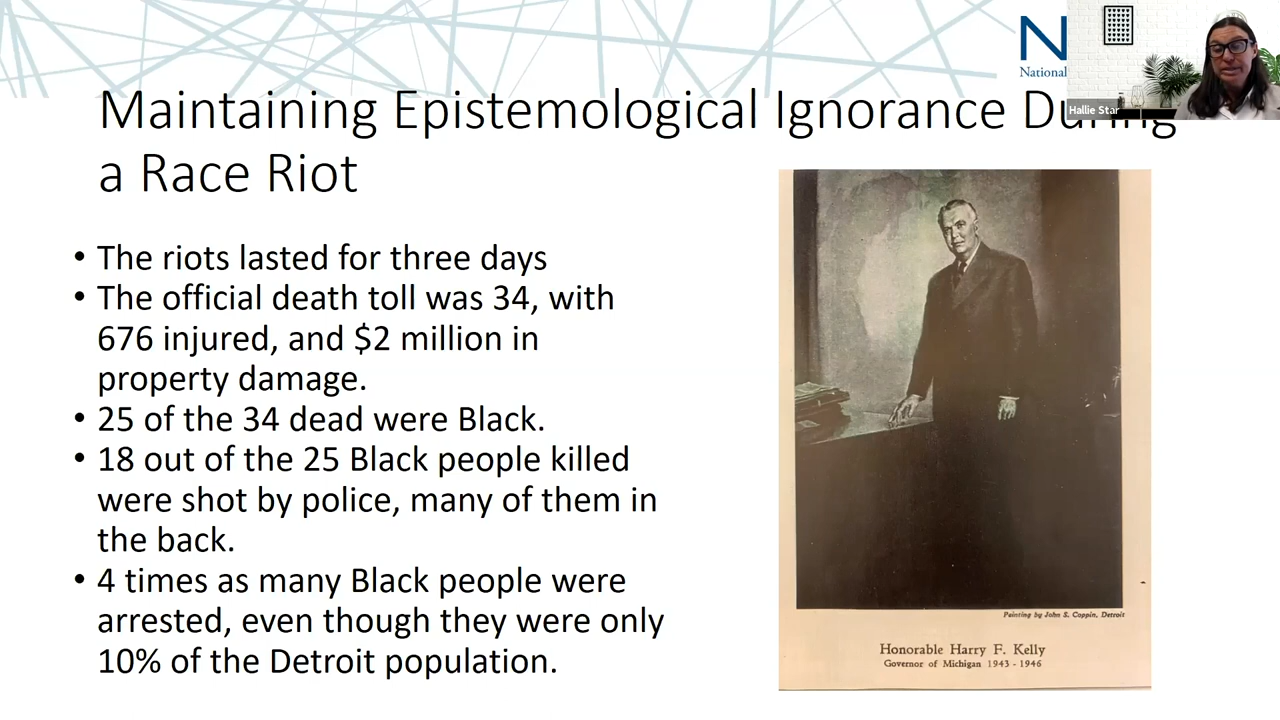 N
National
Hallie Star
Maintaining Epistemological Ignorance During
a Race Riot
• The riots lasted for three days
• The official death toll was 34, with
676 injured, and $2 million in
property damage.
• 25 of the 34 dead were Black.
• 18 out of the 25 Black people killed
were shot by police, many of them in
the back.
• 4 times as many Black people were
arrested, even though they were only
10% of the Detroit population.
Painting by John S. Coppin, Detroit
Honorable Harry F. Kelly
Governor of Michigan 1943 - 1946